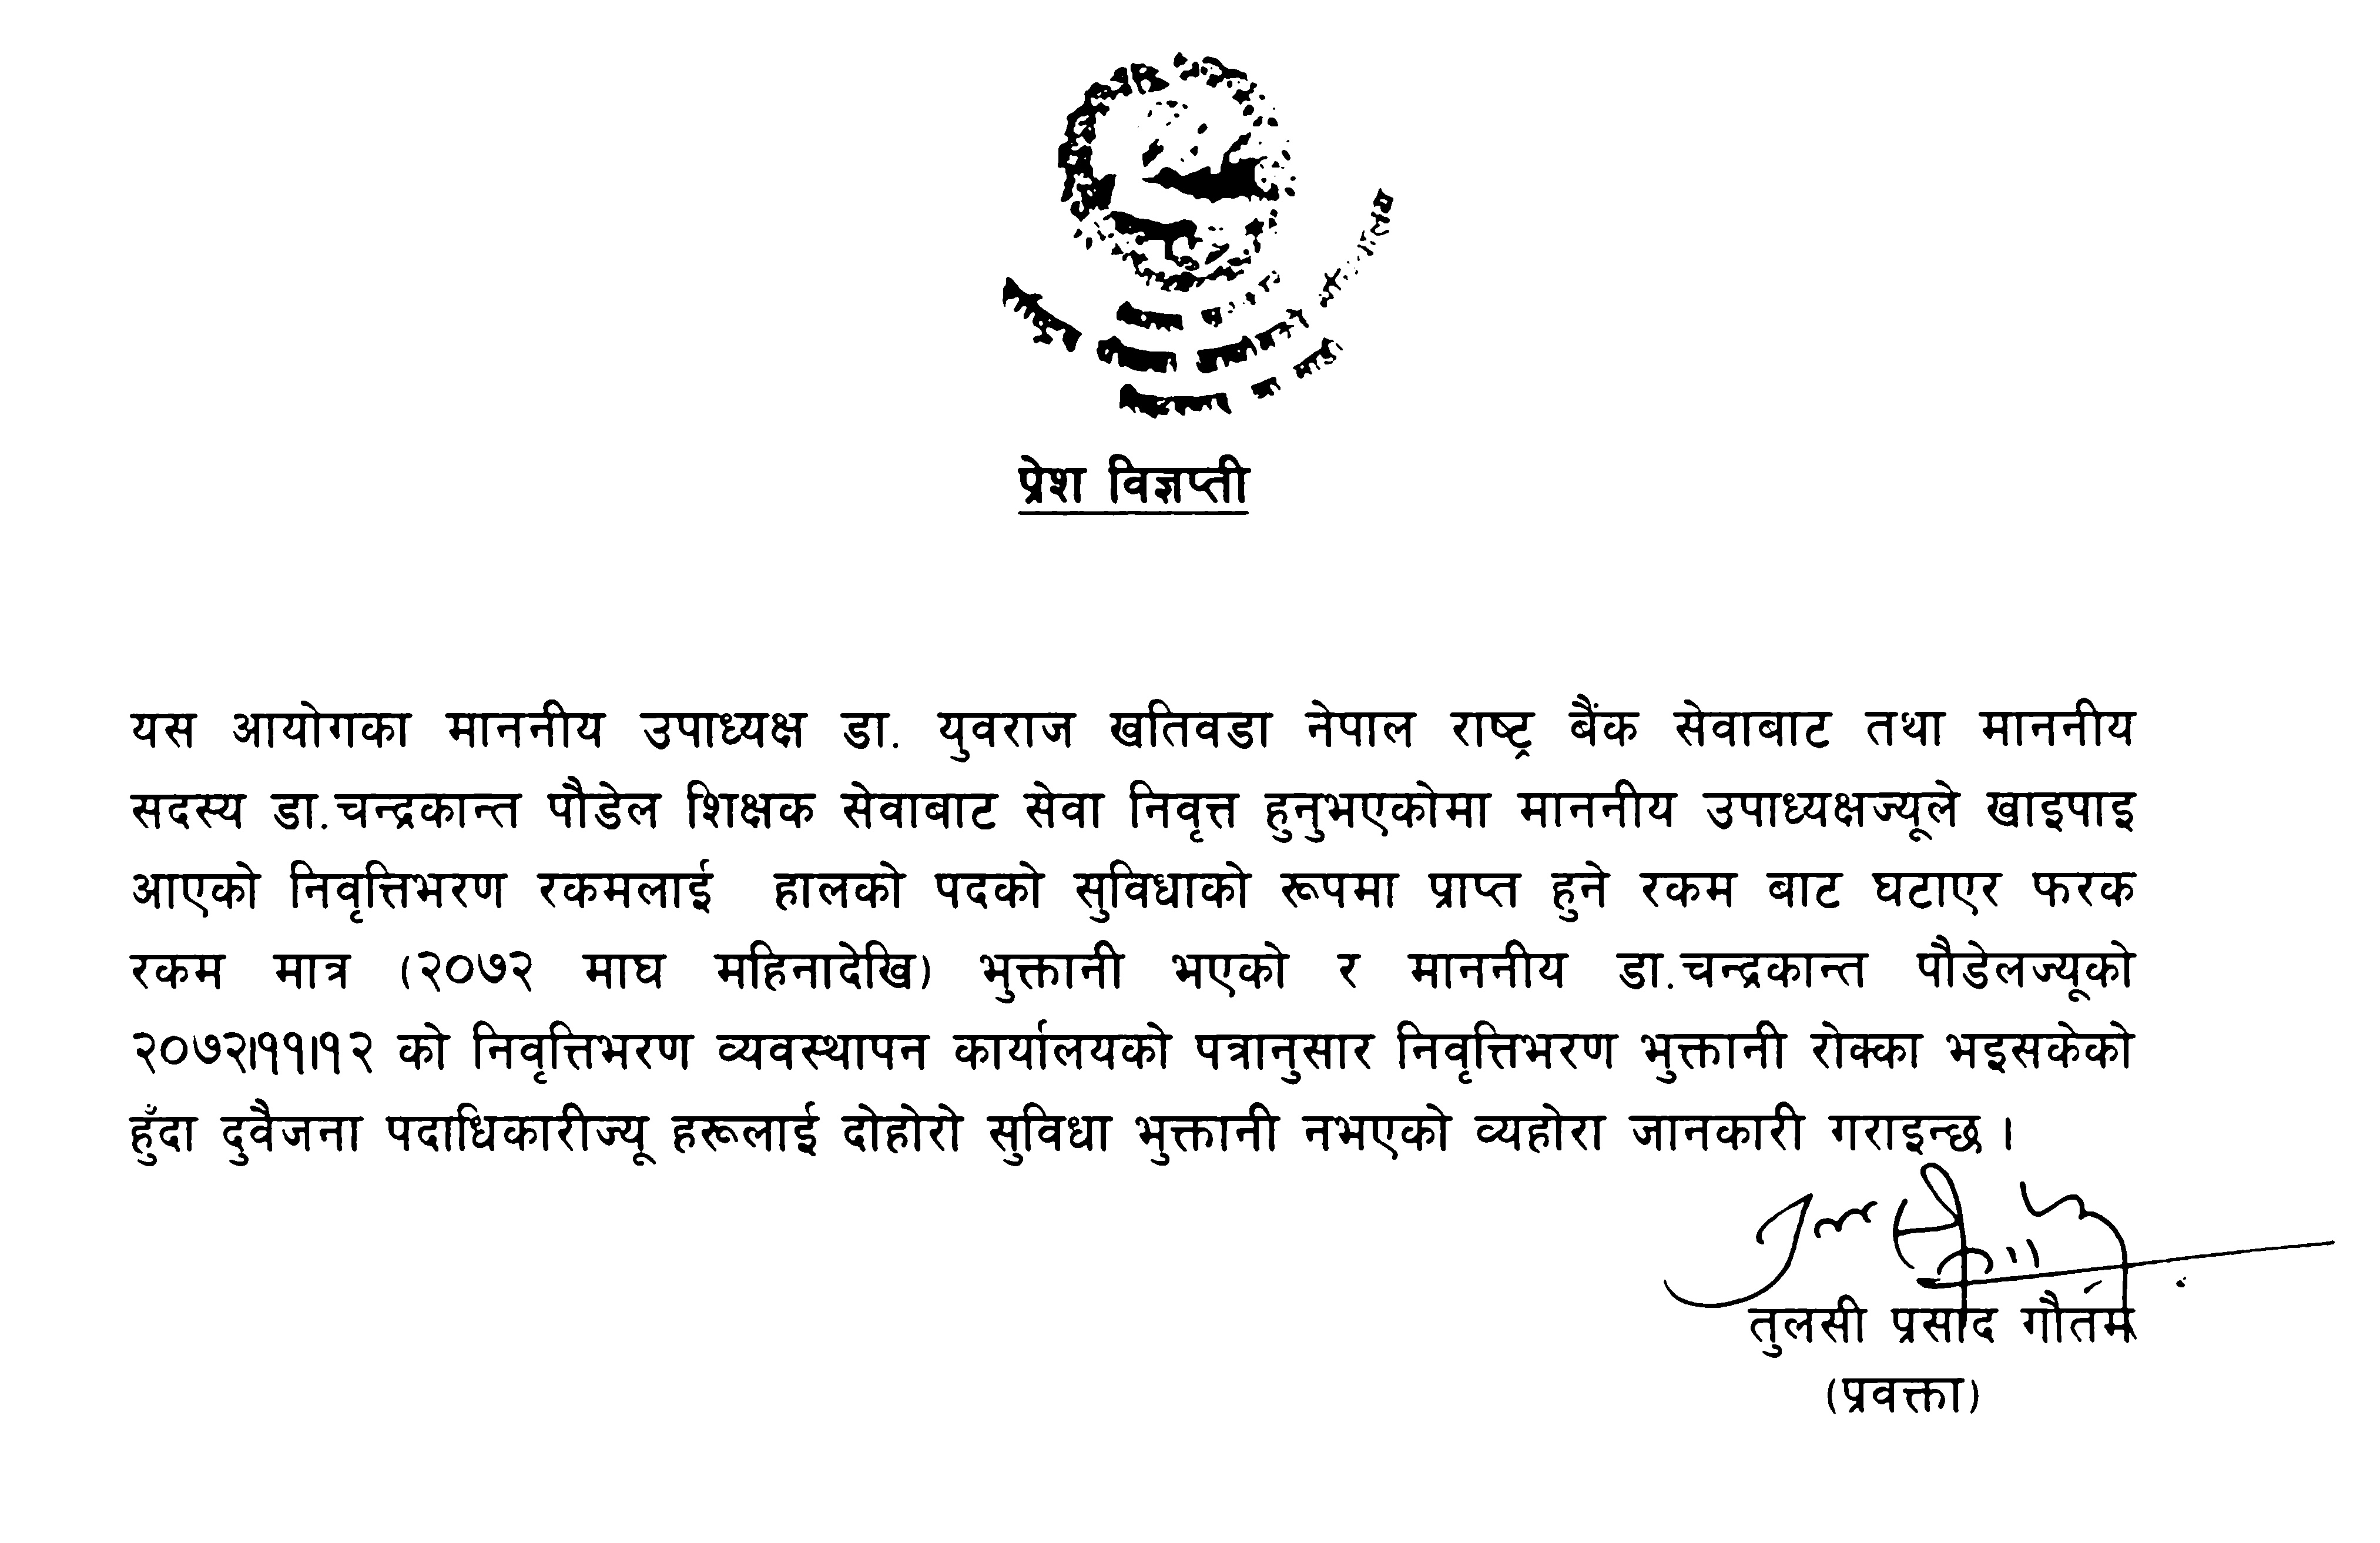 प्रेश विज्ञप्ती
यस आयोगका माननीय उपाध्यक्ष डा. युवराज खतिवडा नेपाल राष्ट्र बैंक सेवाबाट तथा माननीय
सदस्य डा.चन्द्रकान्त पौडेल शिक्षक सेवाबाट सेवा निवृत्त हुनुभएकोमा माननीय उपाध्यक्षज्यूले खाइपाइ
आएको निवृत्तिभरण रकमलाई हालको पदको सुविधाको रूपमा प्राप्त हुने रकम बाट घटाएर फरक
रकम मात्र (२०७२ माघ महिनादेखि) भुक्तानी भएको र माननीय डा.चन्द्रकान्त पौडेलज्यूको
२०७२।११।१२ को निवृत्तिभरण व्यवस्थापन कार्यालयको पत्रानुसार निवृत्तिभरण भुक्तानी रोक्का भइसकेको
हुँदा दुवैजना पदाधिकारीज्यू हरूलाई दोहोरो सुविधा भुक्तानी नभएको व्यहोरा जानकारी गराइन्छ ।
तुलसी प्रसाद गौतम
(प्रवक्ता)